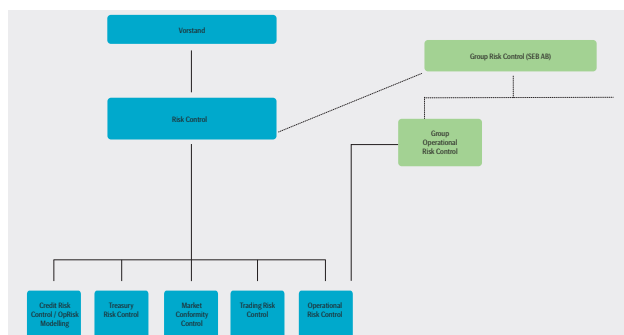 Vorstand
Group Risk Control (SEB AB)
Risk Control
Group
Operational
Risk Control
Credit Risk
Control / OpRisk
Modelling
Treasury
Risk Control
Market
Conformity
Control
Trading Risk
Control
Operational
Risk Control